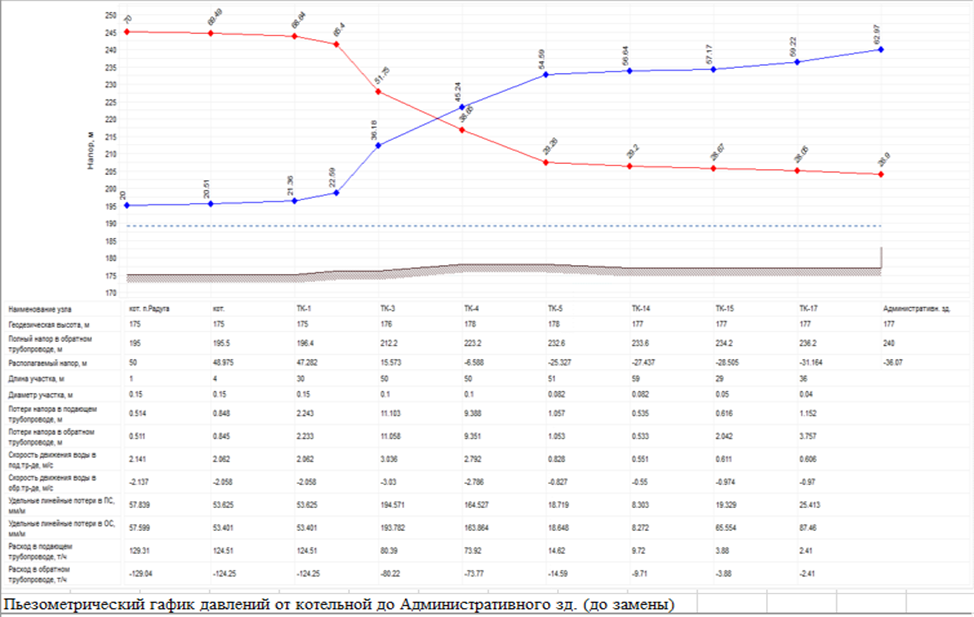 250
245
240
235
230
225
220
215
210
205
200
195
190
185
180
175
170
Напор, м
70
69.49
68.64
65.4
51.75
38.65
29.26
29.2
28.67
28.05
26.9
20
20.51
21.36
22.59
36.16
45.24
54.59
56.64
57.17
59.22
62.97
Наименование узла кот. п.Радуга кот. ТК-1 ТК-3 ТК-4 ТК-5 ТК-14 ТК-15 ТК-17 Административн. зд.
Геодезическая высота, м 175 175 175 176 178 178 177 177 177 177
Полный напор в обратном
трубопроводе, м 195 195.5 196.4 212.2 223.2 232.6 233.6 234.2 236.2 240
Располагаемый напор, м 50 48.975 47.282 15.573 -6.588 -25.327 -27.437 -28.505 -31.164 -36.07
Длина участка, м 1 4 30 50 50 51 59 29 36
Диаметр участка, м 0.15 0.15 0.15 0.1 0.1 0.082 0.082 0.05 0.04
Потери напора в подающем
трубопроводе, м 0.514 0.848 2.243 11.103 9.388 1.057 0.535 0.616 1.152
Потери напора в обратном
трубопроводе, м 0.511 0.845 2.233 11.058 9.351 1.053 0.533 2.042 3.757
Скорость движения воды в
под.тр-де, м/с 2.141 2.062 2.062 3.036 2.792 0.828 0.551 0.611 0.606
Скорость движения воды в
обр.тр-де, м/с -2.137 -2.058 -2.058 -3.03 -2.786 -0.827 -0.55 -0.974 -0.97
Удельные линейные потери в ПС,
мм/м 57.839 53.625 53.625 194.571 164.527 18.719 8.303 19.329 25.413
Удельные линейные потери в ОС,
мм/м 57.599 53.401 53.401 193.782 163.864 18.648 8.272 65.554 87.46
Расход в подающем
трубопроводе, т/ч 129.31 124.51 124.51 80.39 73.92 14.62 9.72 3.88 2.41
Расход в обратном
трубопроводе, т/ч -129.04 -124.25 -124.25 -80.22 -73.77 -14.59 -9.71 -3.88 -2.41
Пьезометрический гафик давлений от котельной до Административного зд. (до замены)